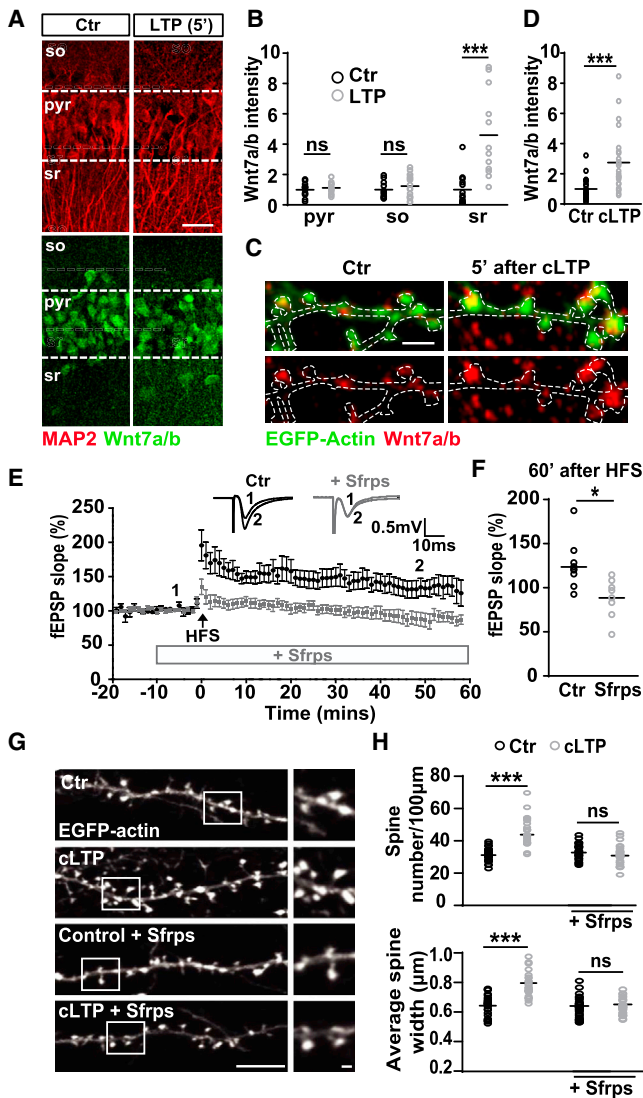 A
Ctr
LTP (5')
so
pyr
sr
so
pyr
sr
MAP2 Wnt7a/b
B
Wnt7a/b intensity
10
8
6
4
2
0
Ctr
LTP
ns
ns
***
pyr
so
sr
D
Wnt7a/b intensity
10
8
6
4
2
0
***
Ctr cLTP
C
Ctr
5' after cLTP
EGFP-Actin Wnt7a/b
E
fEPSP slope (%)
250
200
150
100
50
0
Ctr
1
2
+ Sfrps
1
2
0.5mV
10ms
1
2
HFS
+ Sfrps
-20 -10 0 10 20 30 40 50 60
Time (mins)
F
60' after HFS
fEPSP slope (%)
200
150
100
50
0
*
Ctr Sfrps
G
Ctr
EGFP-actin
cLTP
Control + Sfrps
cLTP + Sfrps
H
Ctr
cLTP
Spine
number/100µm
80
60
40
20
0
***
ns
+ Sfrps
Average spine
width (µm)
1.0
0.8
0.6
0.4
0.2
***
ns
+ Sfrps